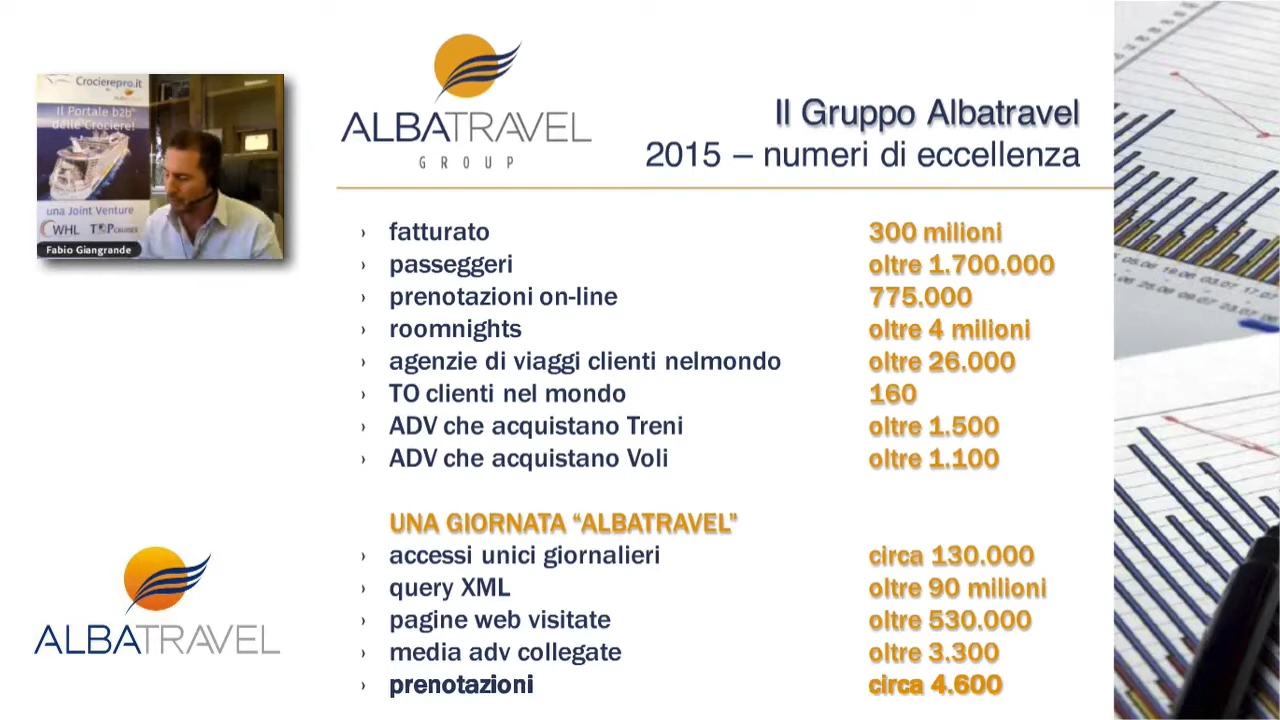 Crocierepro.it
Il Portale b2b
delle Crociere!
una Joint Venture
WHL TOP CRUISES
Fabio Giangrande
ALBATRAVEL
GROUP
Il Gruppo Albatravel
2015 – numeri di eccellenza
› fatturato 300 milioni
› passeggeri oltre 1.700.000
› prenotazioni on-line 775.000
› roomnights oltre 4 milioni
› agenzie di viaggi clienti nelmondo oltre 26.000
› TO clienti nel mondo 160
› ADV che acquistano Treni oltre 1.500
› ADV che acquistano Voli oltre 1.100
UNA GIORNATA “ALBATRAVEL”
› accessi unici giornalieri circa 130.000
› query XML oltre 90 milioni
› pagine web visitate oltre 530.000
› media adv collegate oltre 3.300
› prenotazioni circa 4.600
ALBATRAVEL